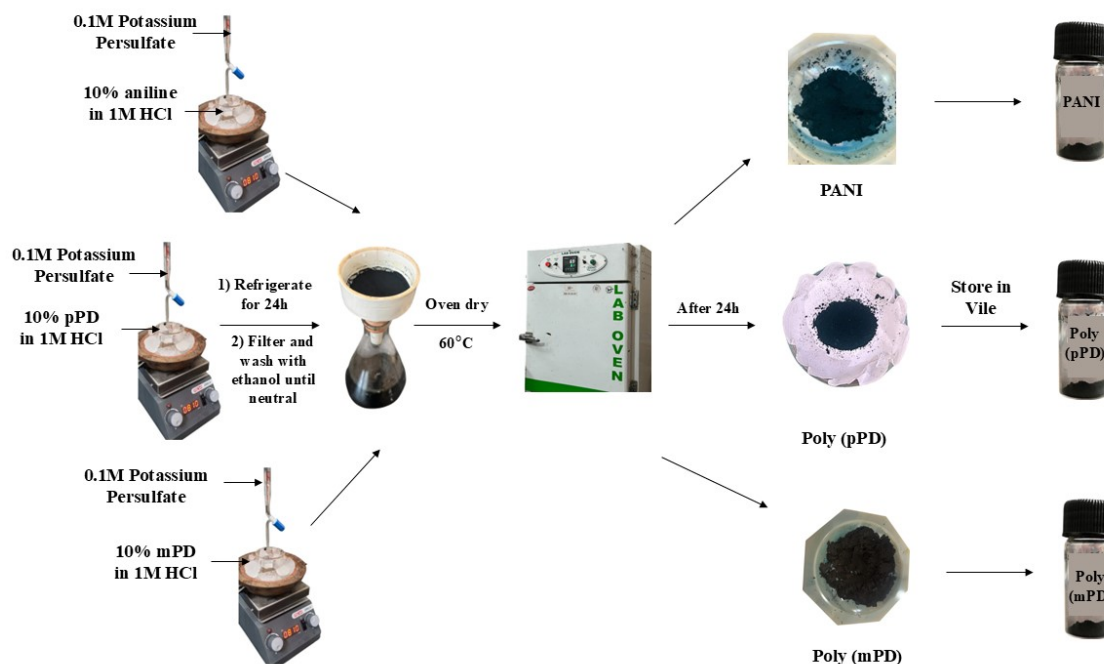 0.1M Potassium
Persulfate
10% aniline
in 1M HCl
PANI
PANI
0.1M Potassium
Persulfate
10% pPD
in 1M HCl
1) Refrigerate
for 24h
2) Filter and
wash with
ethanol until
neutral
Oven dry
60°C
LAB OVEN
After 24h
Poly (pPD)
Store in
Vile
Poly
(pPD)
0.1M Potassium
Persulfate
10% mPD
in 1M HCl
Poly (mPD)
Poly
(mPD)